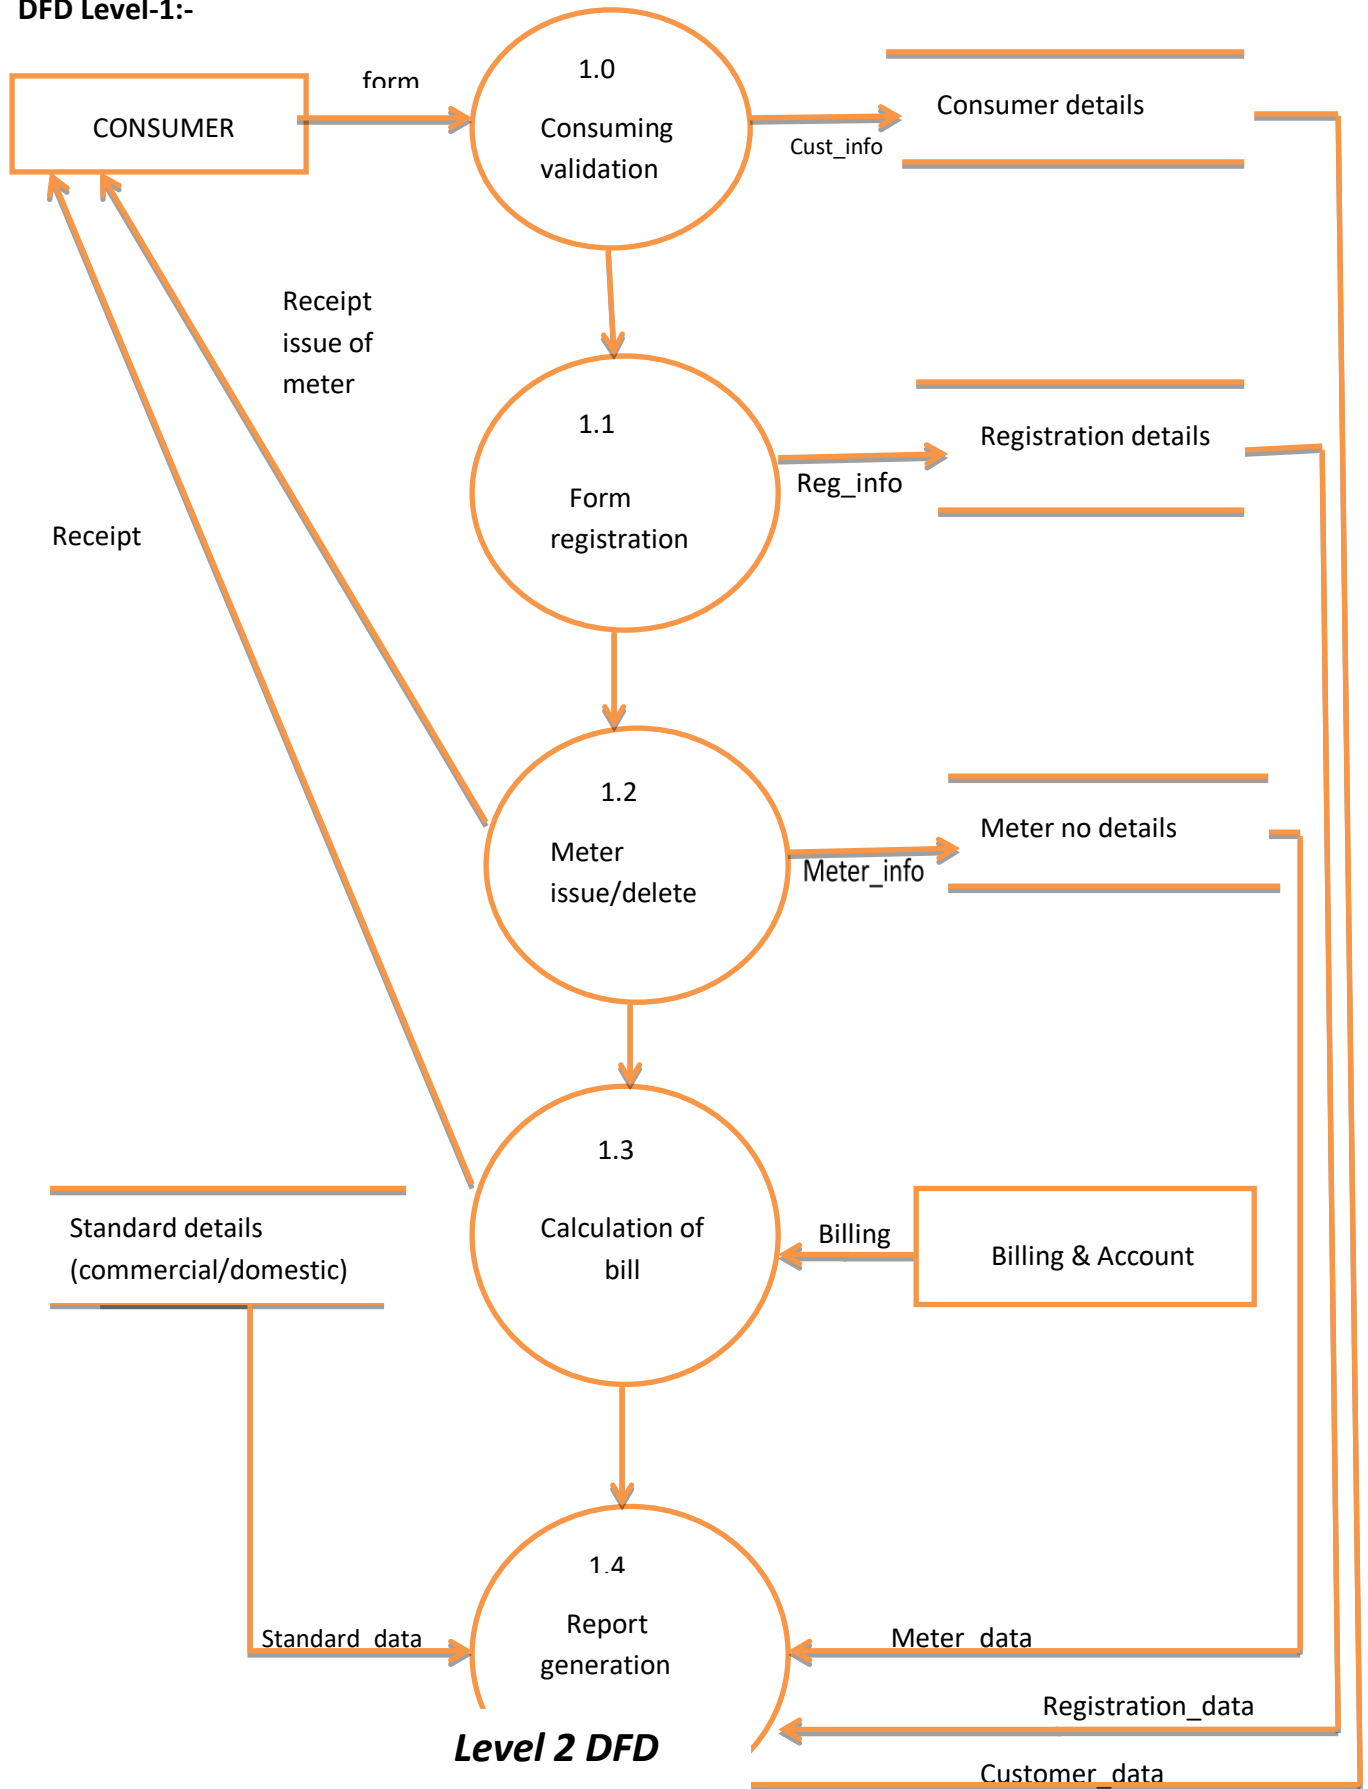 DFD Level-1:-
form
CONSUMER
1.0
Consuming
validation
Cust_info
Consumer details
Receipt
issue of
meter
1.1
Form
registration
Reg_info
Registration details
Receipt
1.2
Meter
issue/delete
Meter_info
Meter no details
1.3
Calculation of
bill
Standard details
(commercial/domestic)
Billing
Billing & Account
1.4
Report
generation
Standard_data
Meter_data
Registration_data
Level 2 DFD
Customer_data